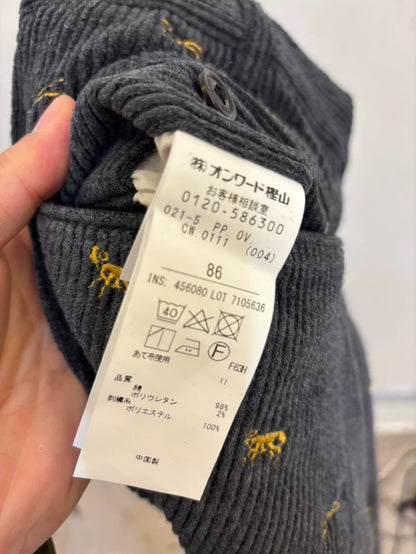 (株)オンワード樫山
お客様相談室
0120-586300
021-5 PP. OV.
CW. 0111 (004)
86
INS: 456080 LOT 7105636
40
F
あて布使用
11
品質
綿 98%
ポリウレタン 2%
刺繍糸
ポリエステル 100%
中国製